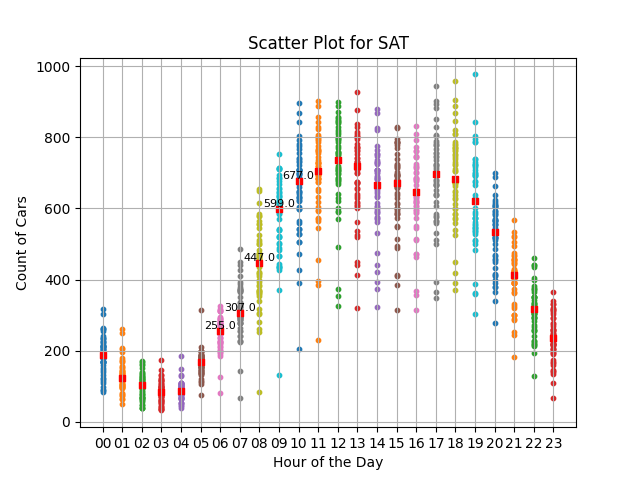 Scatter Plot for SAT
Count of Cars
1000
800
600
400
200
0
677.0
599.0
447.0
307.0
255.0
00 01 02 03 04 05 06 07 08 09 10 11 12 13 14 15 16 17 18 19 20 21 22 23
Hour of the Day